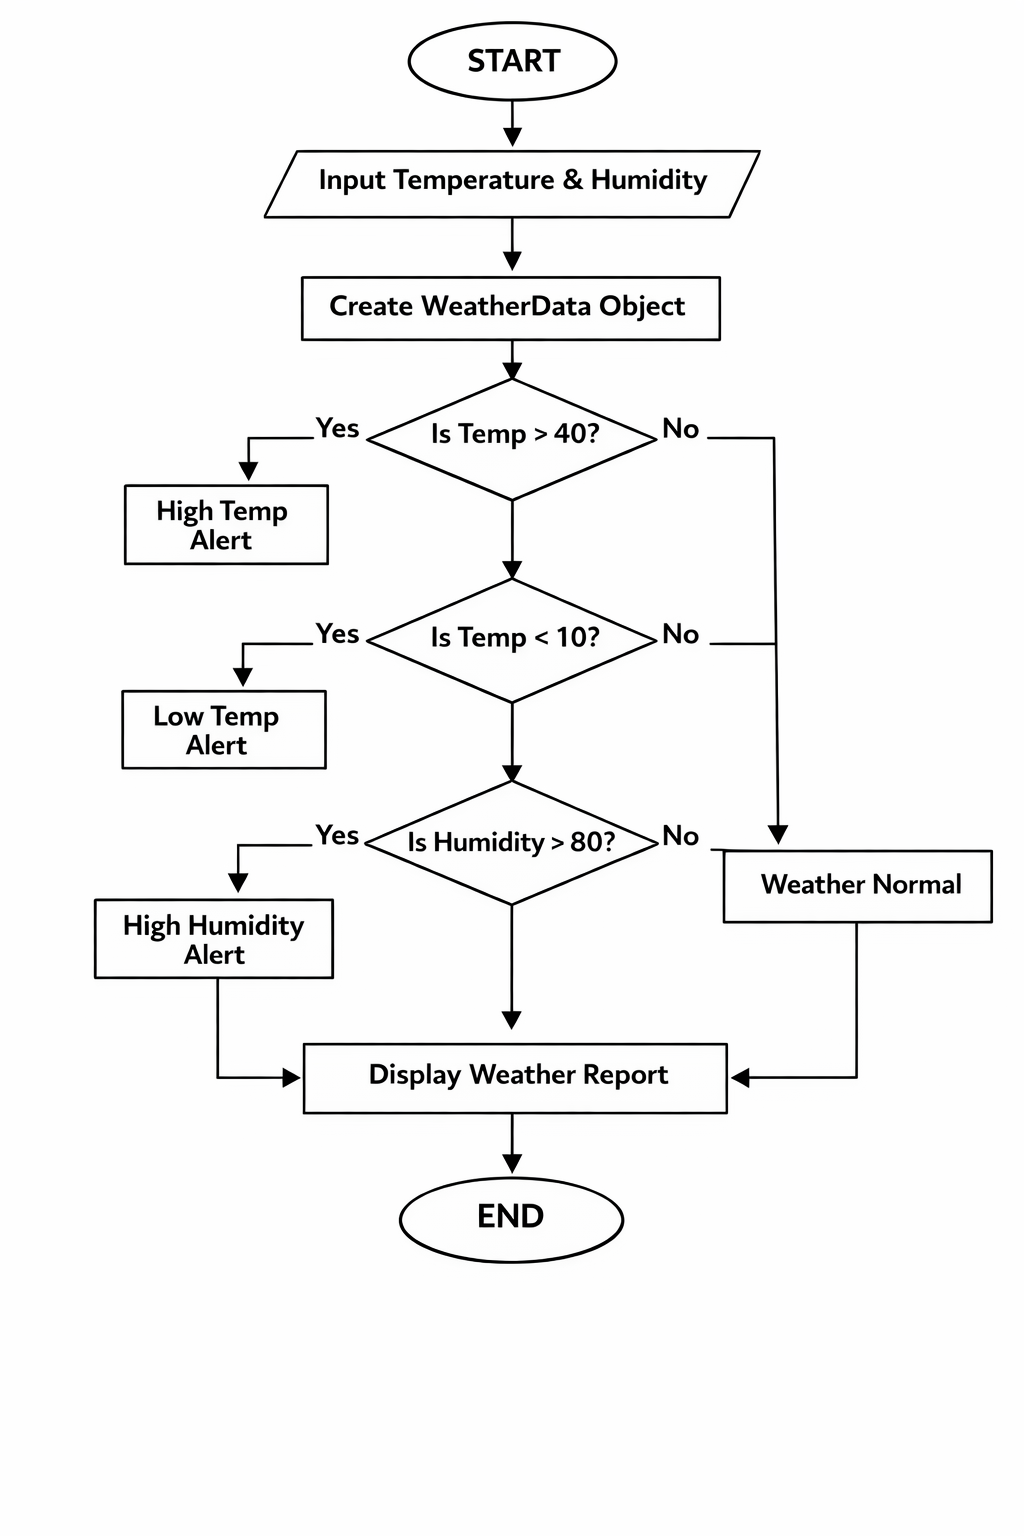 START
Input Temperature & Humidity
Create WeatherData Object
Is Temp > 40?
Yes
No
High Temp
Alert
Is Temp < 10?
Yes
No
Low Temp
Alert
Is Humidity > 80?
Yes
No
High Humidity
Alert
Weather Normal
Display Weather Report
END